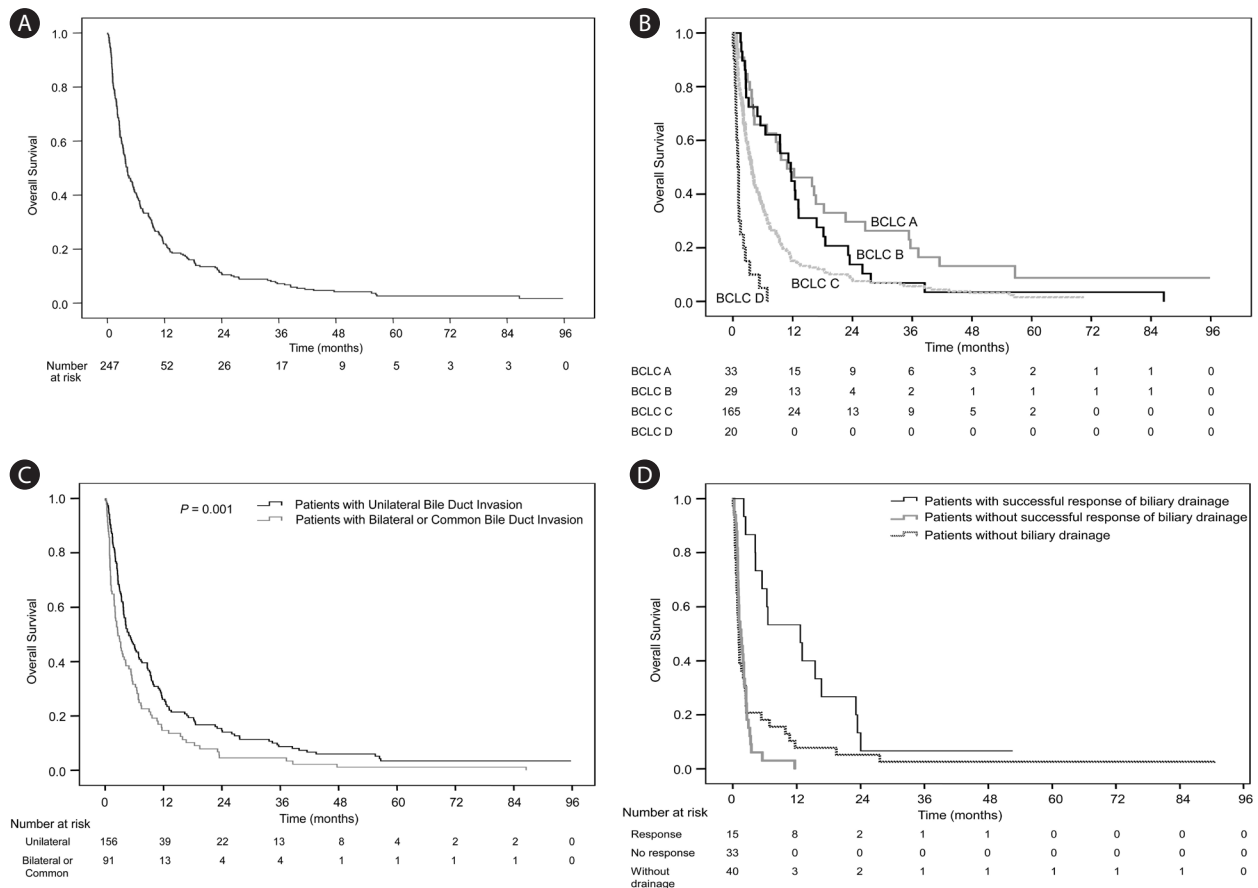 A
1.0
0.8
0.6
0.4
0.2
0.0
Overall Survival
0 12 24 36 48 60 72 84 96
Time (months)
Number at risk
247 52 26 17 9 5 3 3 0
B
1.0
0.8
0.6
0.4
0.2
0.0
Overall Survival
BCLC A
BCLC B
BCLC C
BCLC D
0 12 24 36 48 60 72 84 96
Time (months)
BCLC A 33 15 9 6 3 2 1 1 0
BCLC B 29 13 4 2 1 1 1 1 0
BCLC C 165 24 13 9 5 2 0 0 0
BCLC D 20 0 0 0 0 0 0 0 0
C
1.0
0.8
0.6
0.4
0.2
0.0
Overall Survival
P = 0.001
Patients with Unilateral Bile Duct Invasion
Patients with Bilateral or Common Bile Duct Invasion
0 12 24 36 48 60 72 84 96
Time (months)
Number at risk
Unilateral 156 39 22 13 8 4 2 2 0
Bilateral or Common 91 13 4 4 1 1 1 1 0
D
1.0
0.8
0.6
0.4
0.2
0.0
Overall Survival
Patients with successful response of biliary drainage
Patients without successful response of biliary drainage
Patients without biliary drainage
0 12 24 36 48 60 72 84 96
Time (months)
Number at risk
Response 15 8 2 1 1 0 0 0 0
No response 33 0 0 0 0 0 0 0 0
Without drainage 40 3 2 1 1 1 1 1 0